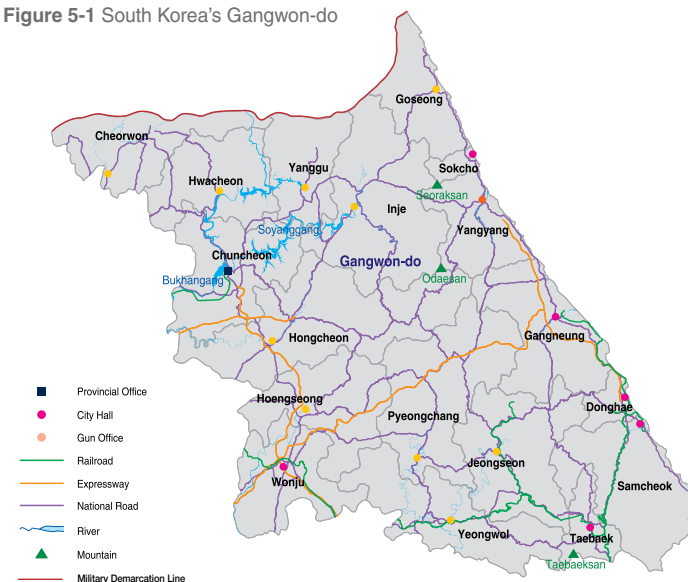 Figure 5-1 South Korea's Gangwon-do
Goseong
Cheorwon
Sokcho
Yanggu
Hwacheon
Seoraksan
Inje
Soyanggang
Yangyang
Chuncheon
Gangwon-do
Bukhangang
Odaesan
Gangneung
Hongcheon
Hoengseong
Donghae
Pyeongchang
Jeongseon
Wonju
Samcheok
Yeongwol
Taebaek
Taebaeksan
Provincial Office
City Hall
Gun Office
Railroad
Expressway
National Road
River
Mountain
Military Demarcation Line